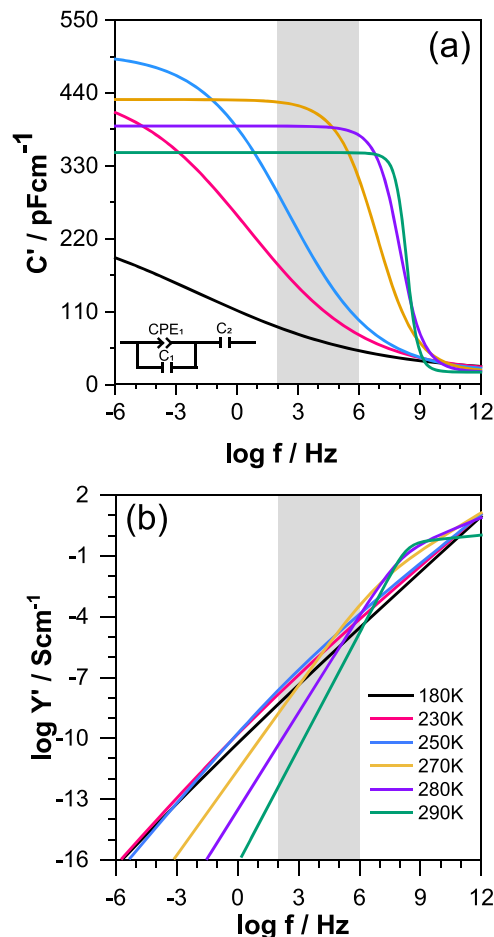 (a)
C' / pFcm⁻¹
550
440
330
220
110
0
CPE₁
C₁
C₂
-6 -3 0 3 6 9 12
log f / Hz
(b)
log Y' / Scm⁻¹
2
-1
-4
-7
-10
-13
-16
180K
230K
250K
270K
280K
290K
-6 -3 0 3 6 9 12
log f / Hz